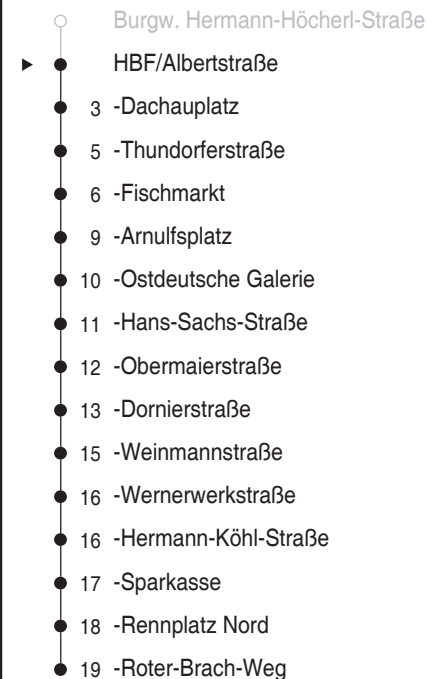 Burgw. Hermann-Höcherl-Straße
HBF/Albertstraße
3 -Dachauplatz
5 -Thundorferstraße
6 -Fischmarkt
9 -Arnulfsplatz
10 -Ostdeutsche Galerie
11 -Hans-Sachs-Straße
12 -Obermaierstraße
13 -Dornierstraße
15 -Weinmannstraße
16 -Wernerwerkstraße
16 -Hermann-Köhl-Straße
17 -Sparkasse
18 -Rennplatz Nord
19 -Roter-Brach-Weg